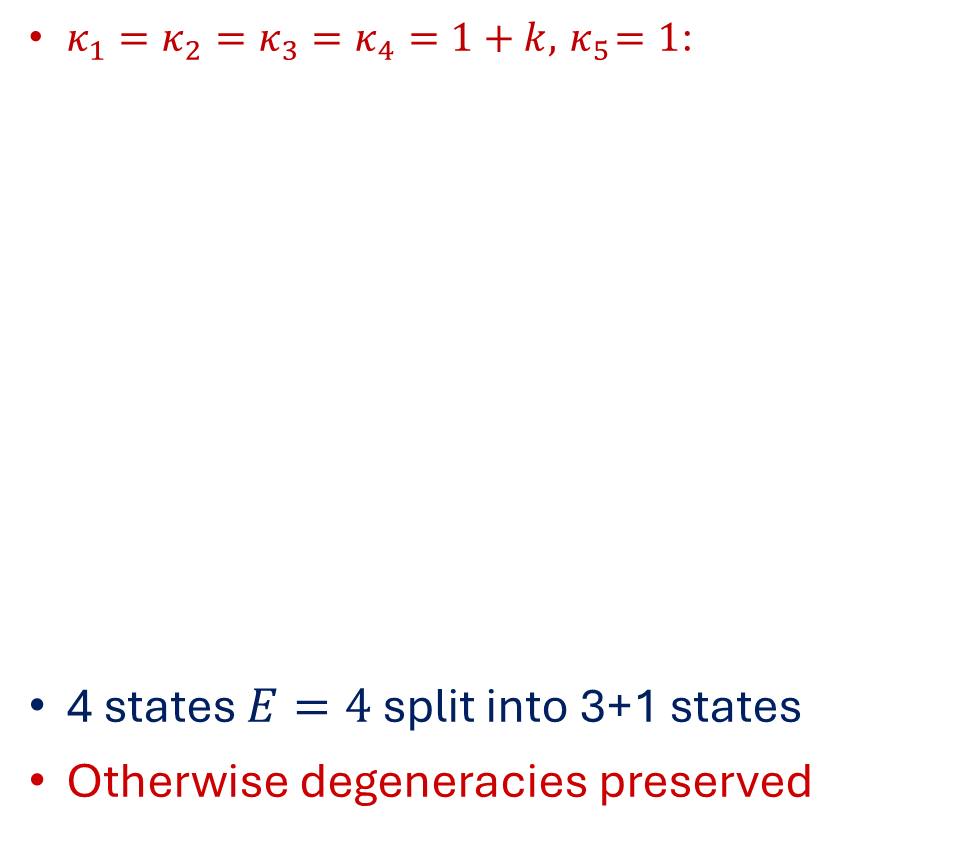 • κ₁ = κ₂ = κ₃ = κ₄ = 1 + k, κ₅= 1:
• 4 states E = 4 split into 3+1 states
• Otherwise degeneracies preserved